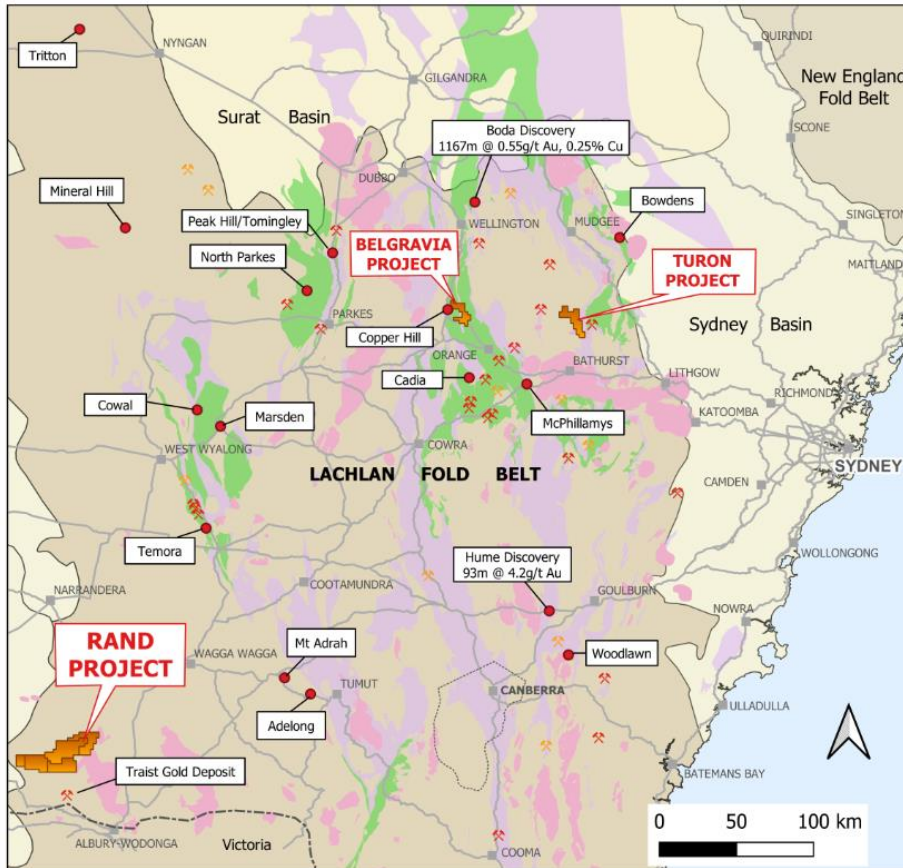 Tritton
NYNGAN
QUIRINDI
GILGANDRA
New England
Fold Belt
Surat Basin
SCONE
Boda Discovery
1167m @ 0.55g/t Au, 0.25% Cu
DUBBO
Mineral Hill
Bowdens
Peak Hill/Tomingley
WELLINGTON
MUDGEE
SINGLETON
BELGRAVIA
PROJECT
North Parkes
TURON
PROJECT
MAITLAND
PARKES
Copper Hill
Sydney Basin
ORANGE
BATHURST
Cadia
LITHGOW
RICHMOND
Cowal
Marsden
McPhillamys
KATOOMBA
COWRA
WEST WYALONG
SYDNEY
LACHLAN FOLD BELT
CAMDEN
Temora
Hume Discovery
93m @ 4.2g/t Au
WOLLONGONG
COOTAMUNDRA
NARRANDERA
GOULBURN
NOWRA
RAND
PROJECT
Mt Adrah
WAGGA WAGGA
Woodlawn
TUMUT
CANBERRA
Adelong
ULLADULLA
Traist Gold Deposit
BATEMANS BAY
ALBURY-WODONGA
Victoria
0 50 100 km
COOMA